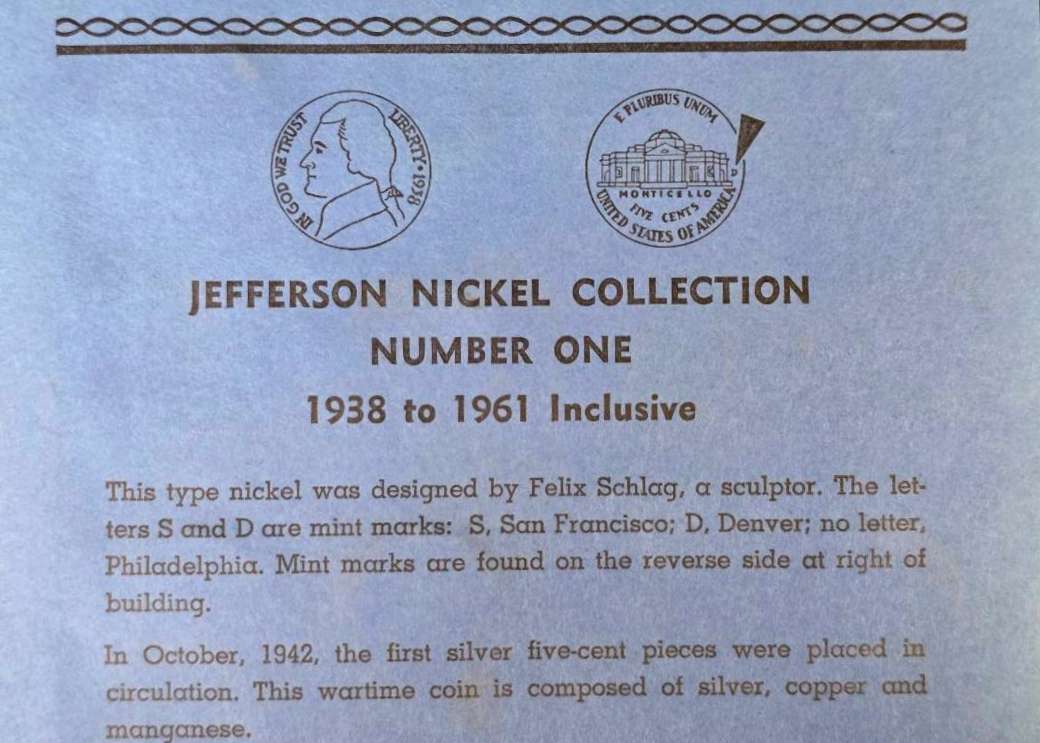 IN GOD WE TRUST LIBERTY • 1938
E PLURIBUS UNUM
D
MONTICELLO
FIVE CENTS
UNITED STATES OF AMERICA
JEFFERSON NICKEL COLLECTION
NUMBER ONE
1938 to 1961 Inclusive
This type nickel was designed by Felix Schlag, a sculptor. The let-
ters S and D are mint marks: S, San Francisco; D, Denver; no letter,
Philadelphia. Mint marks are found on the reverse side at right of
building.
In October, 1942, the first silver five-cent pieces were placed in
circulation. This wartime coin is composed of silver, copper and
manganese.